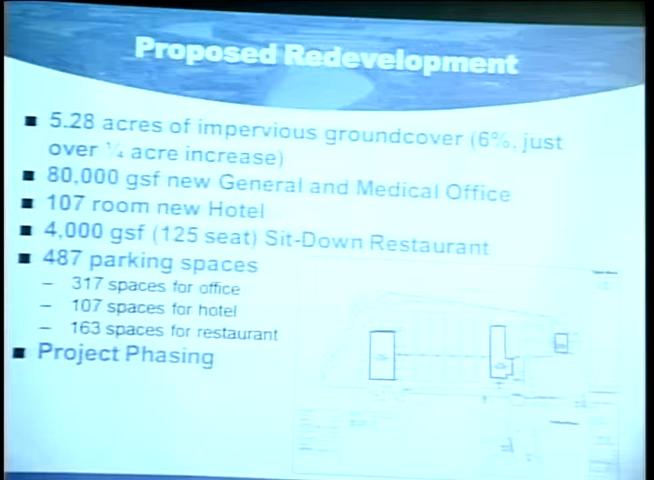 Proposed Redevelopment
■ 5.28 acres of impervious groundcover (6%, just
over ¼ acre increase)
■ 80,000 gsf new General and Medical Office
■ 107 room new Hotel
■ 4,000 gsf (125 seat) Sit-Down Restaurant
■ 487 parking spaces
– 317 spaces for office
– 107 spaces for hotel
– 163 spaces for restaurant
■ Project Phasing